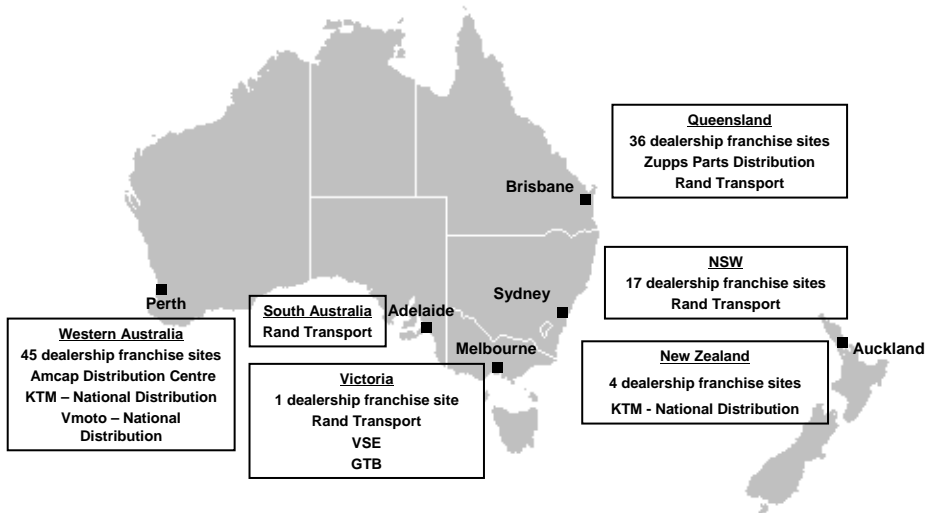 Queensland
36 dealership franchise sites
Zupps Parts Distribution
Rand Transport
Brisbane
NSW
17 dealership franchise sites
Rand Transport
Sydney
Perth
South Australia
Rand Transport
Adelaide
Melbourne
Auckland
Western Australia
45 dealership franchise sites
Amcap Distribution Centre
KTM – National Distribution
Vmoto – National
Distribution
Victoria
1 dealership franchise site
Rand Transport
VSE
GTB
New Zealand
4 dealership franchise sites
KTM - National Distribution